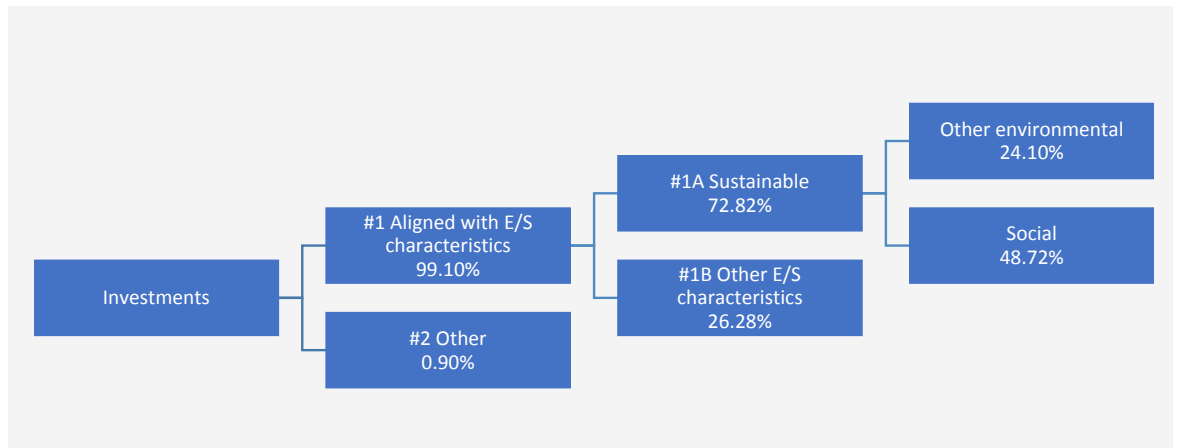 Investments
#1 Aligned with E/S
characteristics
99.10%
#2 Other
0.90%
#1A Sustainable
72.82%
#1B Other E/S
characteristics
26.28%
Other environmental
24.10%
Social
48.72%